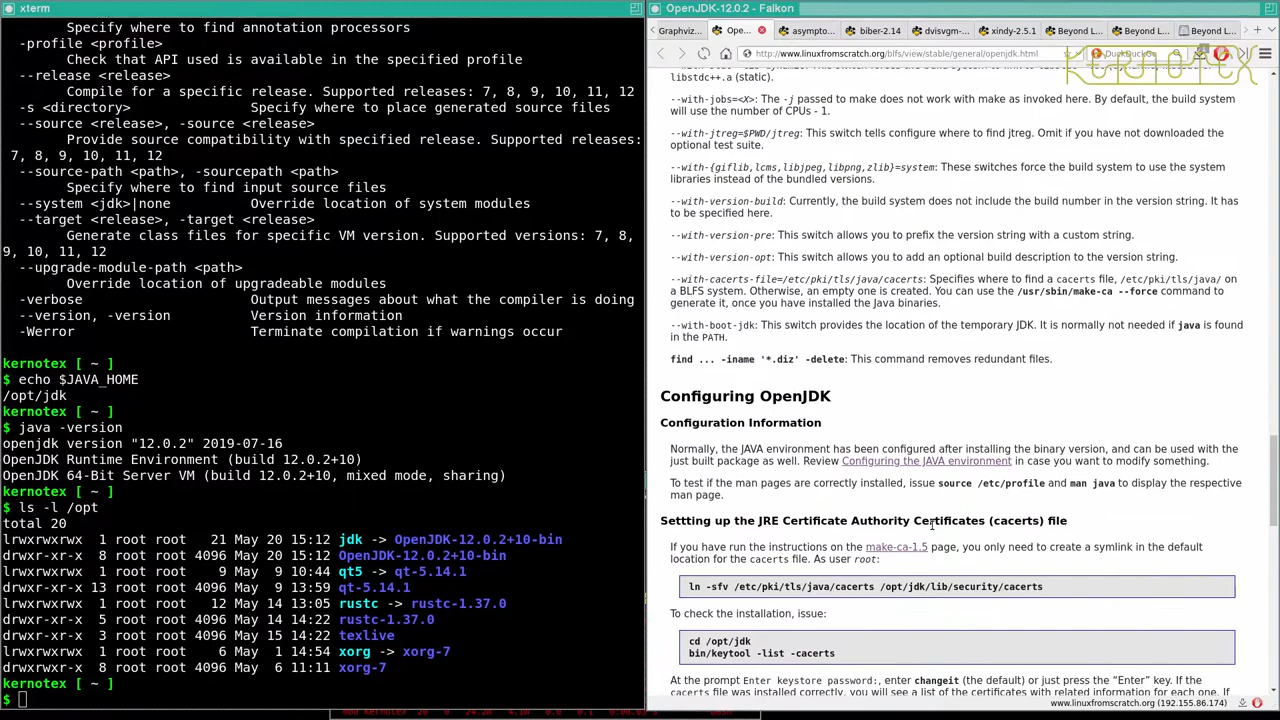 xterm
Specify where to find annotation processors
-profile <profile>
Check that API used is available in the specified profile
--release <release>
Compile for a specific release. Supported releases: 7, 8, 9, 10, 11, 12
-s <directory> Specify where to place generated source files
--source <release>, -source <release>
Provide source compatibility with specified release. Supported releases:
7, 8, 9, 10, 11, 12
--source-path <path>, -sourcepath <path>
Specify where to find input source files
--system <jdk>|none Override location of system modules
--target <release>, -target <release>
Generate class files for specific VM version. Supported versions: 7, 8,
9, 10, 11, 12
--upgrade-module-path <path>
Override location of upgradeable modules
-verbose Output messages about what the compiler is doing
--version, -version Version information
-Werror Terminate compilation if warnings occur
kernotex [ ~ ]
$ echo $JAVA_HOME
/opt/jdk
kernotex [ ~ ]
$ java -version
openjdk version "12.0.2" 2019-07-16
OpenJDK Runtime Environment (build 12.0.2+10)
OpenJDK 64-Bit Server VM (build 12.0.2+10, mixed mode, sharing)
kernotex [ ~ ]
$ ls -l /opt
total 20
lrwxrwxrwx 1 root root 21 May 20 15:12 jdk -> OpenJDK-12.0.2+10-bin
drwxr-xr-x 8 root root 4096 May 20 15:12 OpenJDK-12.0.2+10-bin
lrwxrwxrwx 1 root root 9 May 9 10:44 qt5 -> qt-5.14.1
drwxr-xr-x 13 root root 4096 May 9 13:59 qt-5.14.1
lrwxrwxrwx 1 root root 12 May 14 13:05 rustc -> rustc-1.37.0
drwxr-xr-x 5 root root 4096 May 14 14:22 rustc-1.37.0
drwxr-xr-x 3 root root 4096 May 15 14:22 texlive
lrwxrwxrwx 1 root root 6 May 1 14:54 xorg -> xorg-7
drwxr-xr-x 8 root root 4096 May 6 11:11 xorg-7
kernotex [ ~ ]
$
OpenJDK-12.0.2 - Falkon
Graphviz... Ope... asympto... biber-2.14 dvisvgm-... xindy-2.5.1 Beyond L... Beyond L... Beyond L...
http://www.linuxfromscratch.org/blfs/view/stable/general/openjdk.html
KERNOTEX
libstdc++.a (static).
--with-jobs=<X>: The -j passed to make does not work with make as invoked here. By default, the build system
will use the number of CPUs - 1.
--with-jtreg=$PWD/jtreg: This switch tells configure where to find jtreg. Omit if you have not downloaded the
optional test suite.
--with-{giflib,lcms,libjpeg,libpng,zlib}=system: These switches force the build system to use the system
libraries instead of the bundled versions.
--with-version-build: Currently, the build system does not include the build number in the version string. It has
to be specified here.
--with-version-pre: This switch allows you to prefix the version string with a custom string.
--with-version-opt: This switch allows you to add an optional build description to the version string.
--with-cacerts-file=/etc/pki/tls/java/cacerts: Specifies where to find a cacerts file, /etc/pki/tls/java/ on
a BLFS system. Otherwise, an empty one is created. You can use the /usr/sbin/make-ca --force command to
generate it, once you have installed the Java binaries.
--with-boot-jdk: This switch provides the location of the temporary JDK. It is normally not needed if java is found
in the PATH.
find ... -iname '*.diz' -delete: This command removes redundant files.
Configuring OpenJDK
Configuration Information
Normally, the JAVA environment has been configured after installing the binary version, and can be used with the
just built package as well. Review Configuring the JAVA environment in case you want to modify something.
To test if the man pages are correctly installed, issue source /etc/profile and man java to display the respective
man page.
Settting up the JRE Certificate Authority Certificates (cacerts) file
If you have run the instructions on the make-ca-1.5 page, you only need to create a symlink in the default
location for the cacerts file. As user root:
ln -sfv /etc/pki/tls/java/cacerts /opt/jdk/lib/security/cacerts
To check the installation, issue:
cd /opt/jdk
bin/keytool -list -cacerts
At the prompt Enter keystore password:, enter changeit (the default) or just press the “Enter” key. If the
cacerts file was installed correctly, you will see a list of the certificates with related information for each one. If
www.linuxfromscratch.org (192.155.86.174)